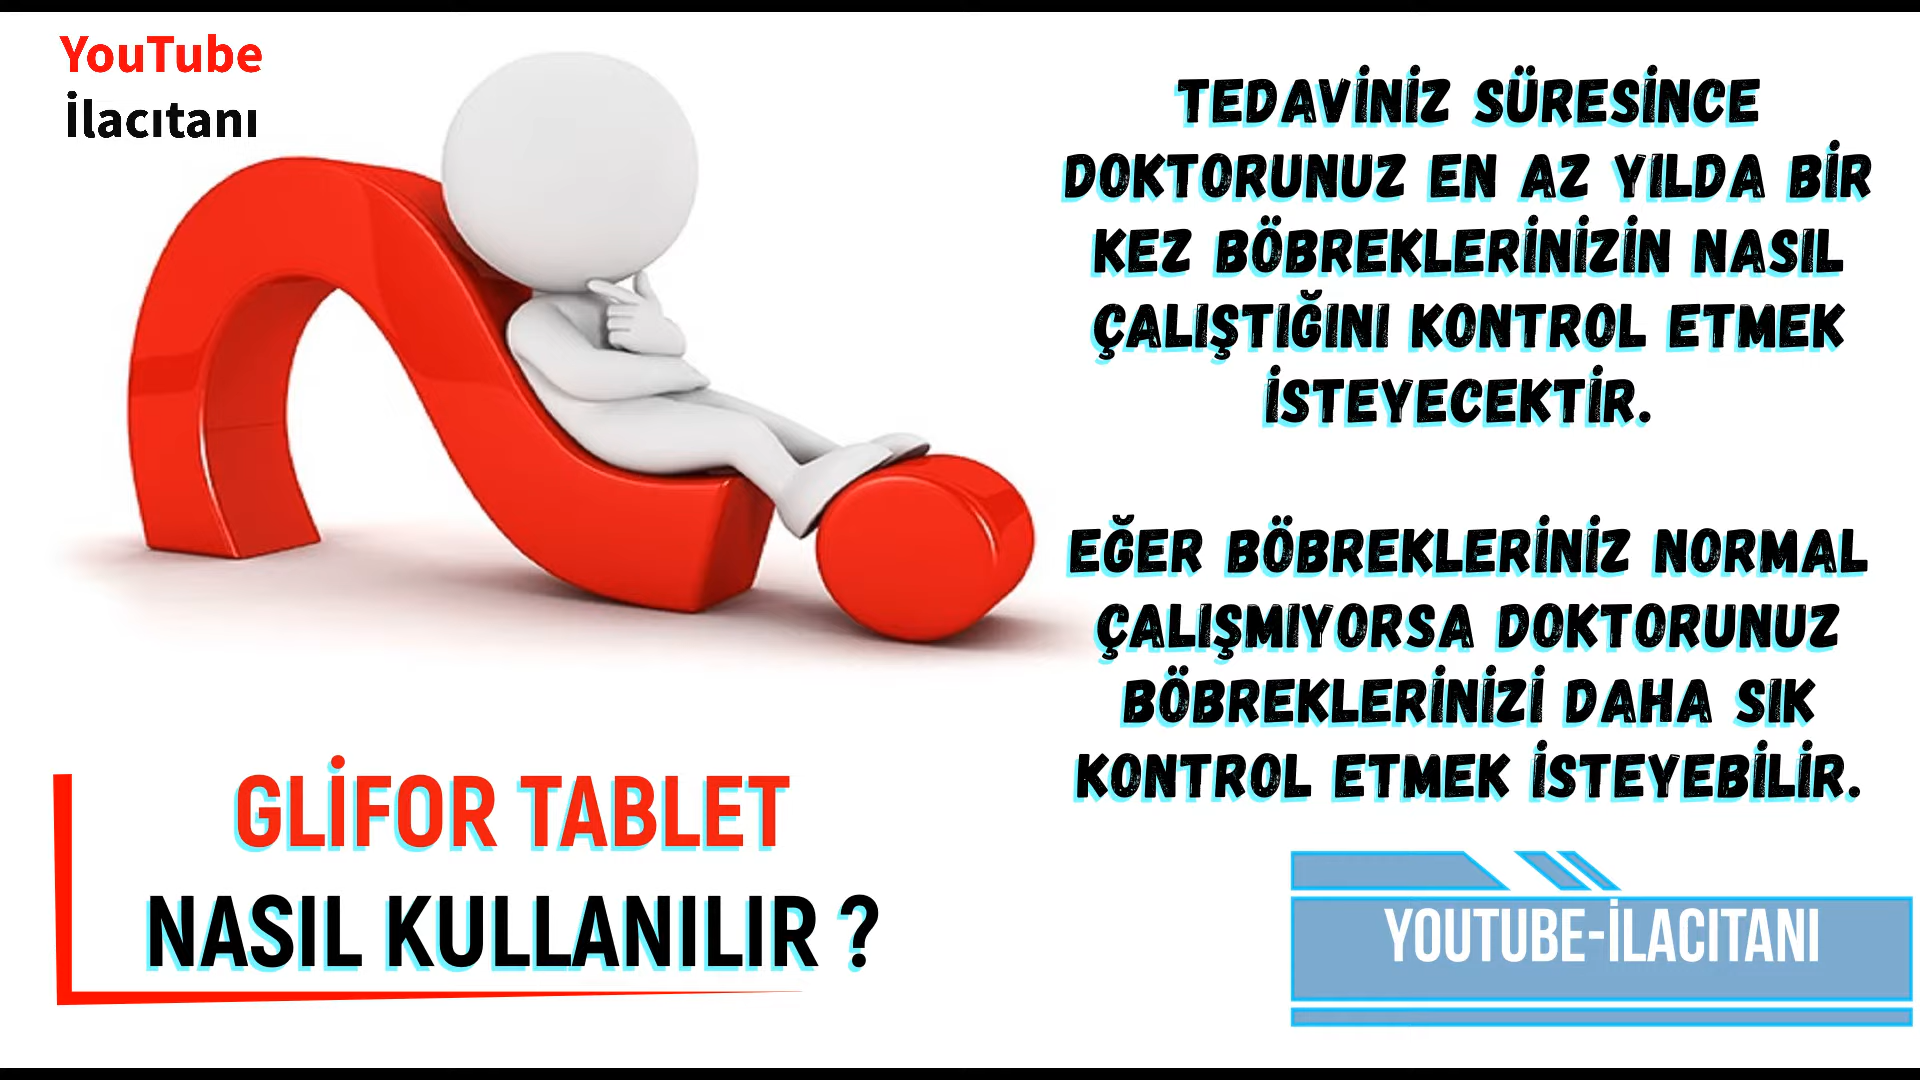 YouTube
İlacıtanı
TEDAVİNİZ SÜRESİNCE
DOKTORUNUZ EN AZ YILDA BİR
KEZ BÖBREKLERİNİZİN NASIL
ÇALIŞTIĞINI KONTROL ETMEK
İSTEYECEKTİR.
EĞER BÖBREKLERİNİZ NORMAL
ÇALIŞMIYORSA DOKTORUNUZ
BÖBREKLERİNİZİ DAHA SIK
KONTROL ETMEK İSTEYEBİLİR.
GLİFOR TABLET
NASIL KULLANILIR ?
YOUTUBE-İLACITANI